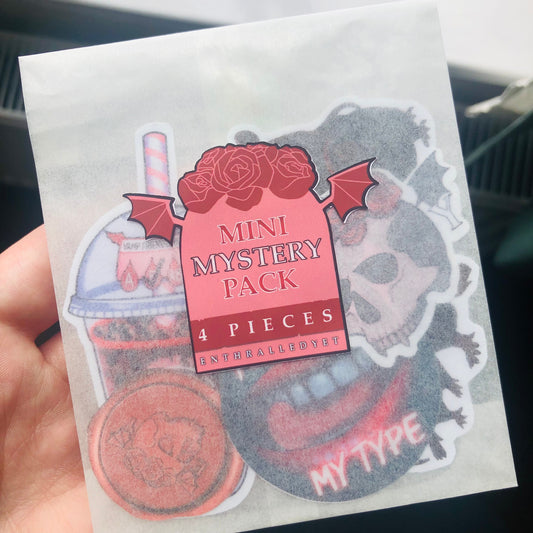 MINI
MYSTERY
PACK
4 PIECES
ENTHRALLEDYET
MY TYPE